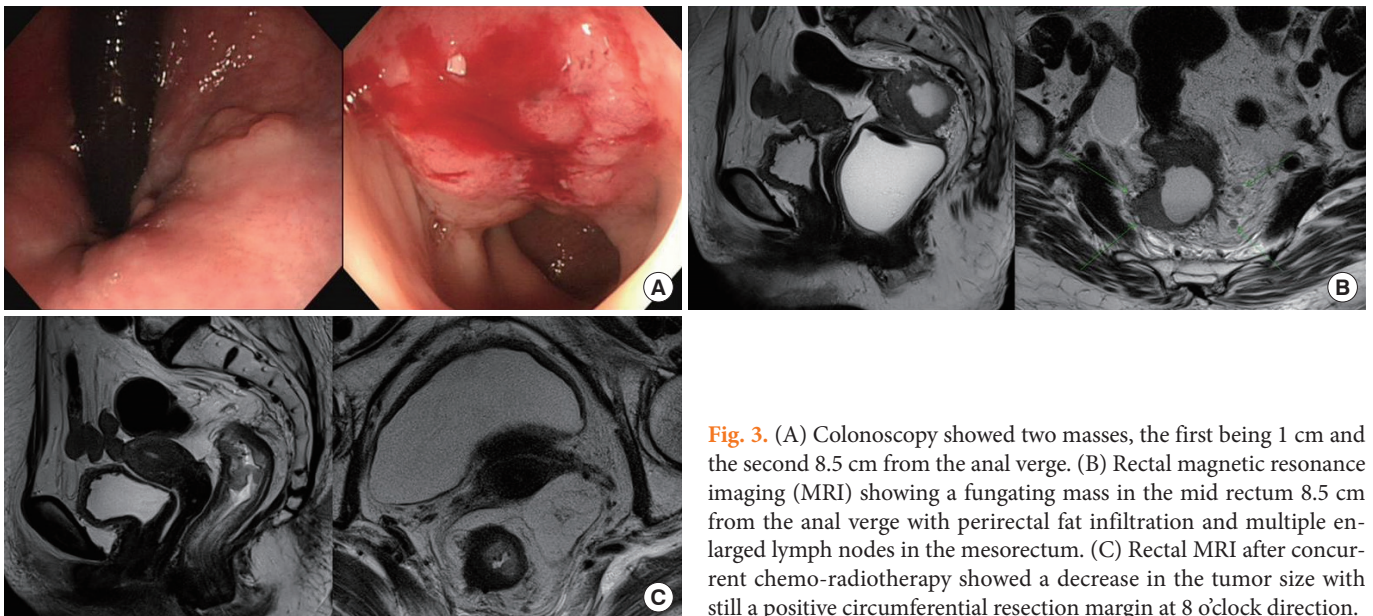 A
B
C
Fig. 3. (A) Colonoscopy showed two masses, the first being 1 cm and
the second 8.5 cm from the anal verge. (B) Rectal magnetic resonance
imaging (MRI) showing a fungating mass in the mid rectum 8.5 cm
from the anal verge with perirectal fat infiltration and multiple en-
larged lymph nodes in the mesorectum. (C) Rectal MRI after concur-
rent chemo-radiotherapy showed a decrease in the tumor size with
still a positive circumferential resection margin at 8 o’clock direction.